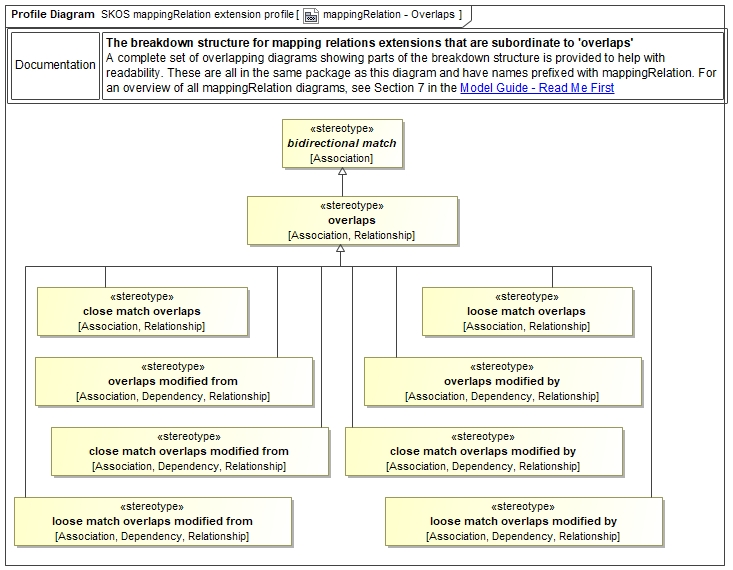 Profile Diagram SKOS mappingRelation extension profile [ mappingRelation - Overlaps ]
Documentation
The breakdown structure for mapping relations extensions that are subordinate to 'overlaps'
A complete set of overlapping diagrams showing parts of the breakdown structure is provided to help with
readability. These are all in the same package as this diagram and have names prefixed with mappingRelation. For
an overview of all mappingRelation diagrams, see Section 7 in the Model Guide - Read Me First
«stereotype»
bidirectional match
[Association]
«stereotype»
overlaps
[Association, Relationship]
«stereotype»
close match overlaps
[Association, Relationship]
«stereotype»
loose match overlaps
[Association, Relationship]
«stereotype»
overlaps modified from
[Association, Dependency, Relationship]
«stereotype»
overlaps modified by
[Association, Dependency, Relationship]
«stereotype»
close match overlaps modified from
[Association, Dependency, Relationship]
«stereotype»
close match overlaps modified by
[Association, Dependency, Relationship]
«stereotype»
loose match overlaps modified from
[Association, Dependency, Relationship]
«stereotype»
loose match overlaps modified by
[Association, Dependency, Relationship]